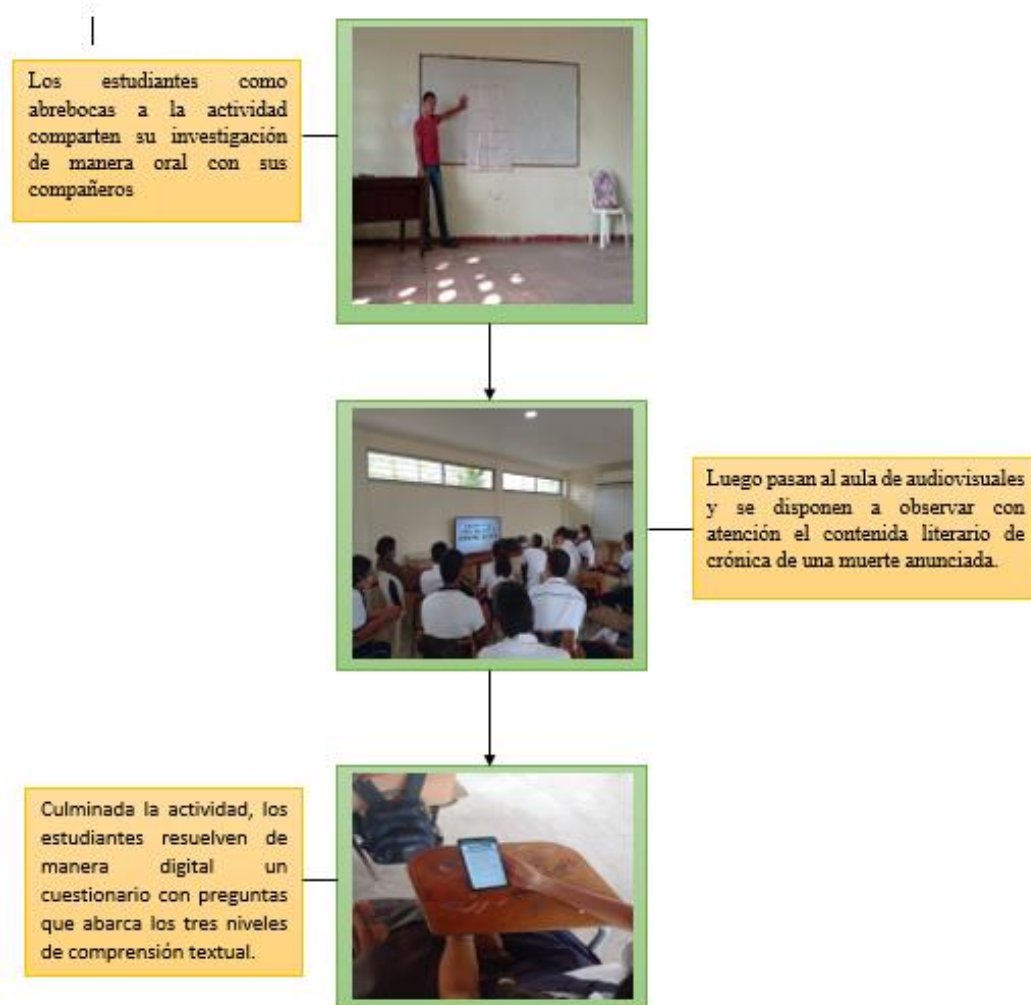 Los estudiantes como
abrebocas a la actividad
comparten su investigación
de manera oral con sus
compañeros
Luego pasan al aula de audiovisuales
y se disponen a observar con
atención el contenida literario de
crónica de una muerte anunciada.
Culminada la actividad, los
estudiantes resuelven de
manera digital un
cuestionario con preguntas
que abarca los tres niveles
de comprensión textual.